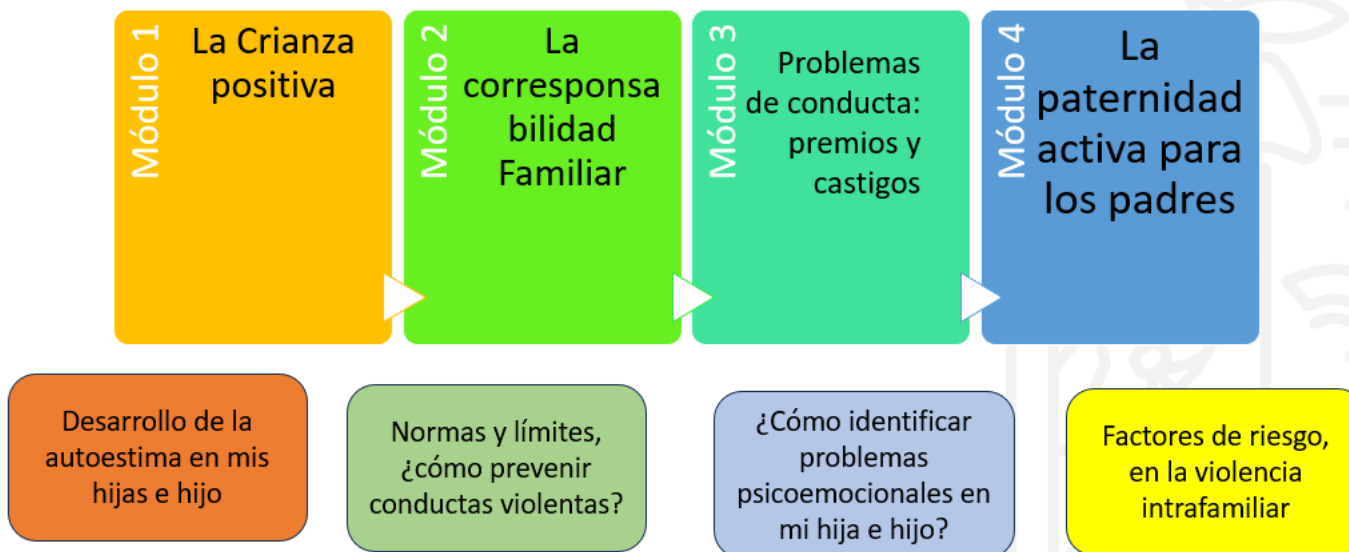 Módulo 1
La Crianza
positiva
Módulo 2
La
corresponsa
bilidad
Familiar
Módulo 3
Problemas
de conducta:
premios y
castigos
Módulo 4
La
paternidad
activa para
los padres
Desarrollo de la
autoestima en mis
hijas e hijo
Normas y límites,
¿cómo prevenir
conductas violentas?
¿Cómo identificar
problemas
psicoemocionales en
mi hija e hijo?
Factores de riesgo,
en la violencia
intrafamiliar